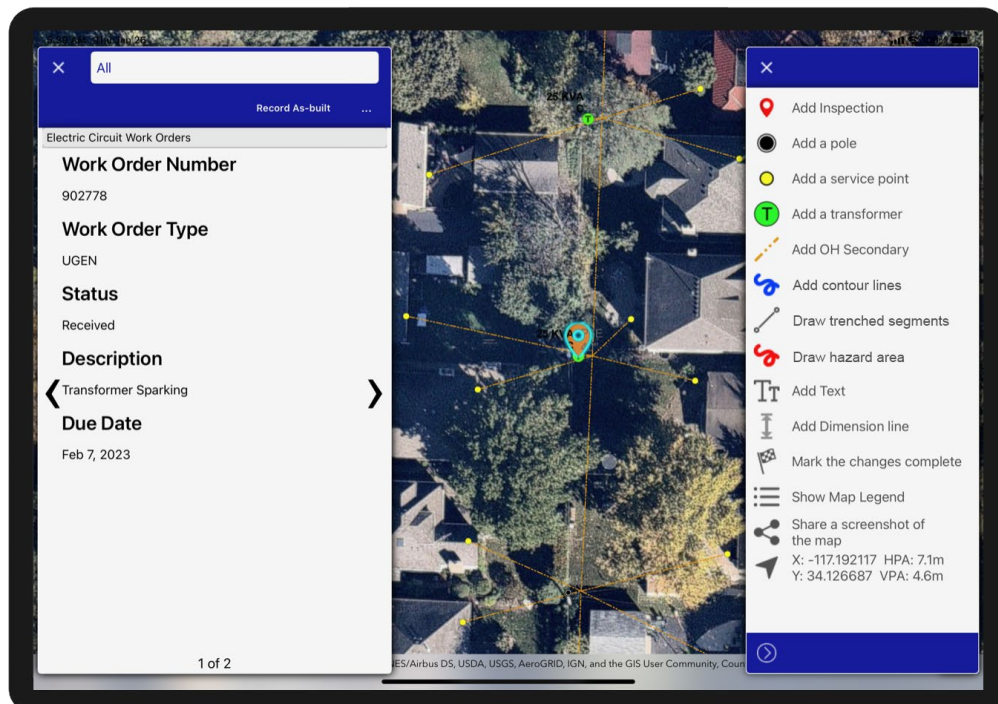 All
Record As-built
...
Electric Circuit Work Orders
Work Order Number
902778
Work Order Type
UGEN
Status
Received
Description
Transformer Sparking
Due Date
Feb 7, 2023
1 of 2
25 KVA
T
Add Inspection
Add a pole
Add a service point
T Add a transformer
Add OH Secondary
Add contour lines
Draw trenched segments
Draw hazard area
TT Add Text
Add Dimension line
Mark the changes complete
Show Map Legend
Share a screenshot of
the map
X: -117.192117 HPA: 7.1m
Y: 34.126687 VPA: 4.6m
/Airbus DS, USDA, USGS, AeroGRID, IGN, and the GIS User Community,